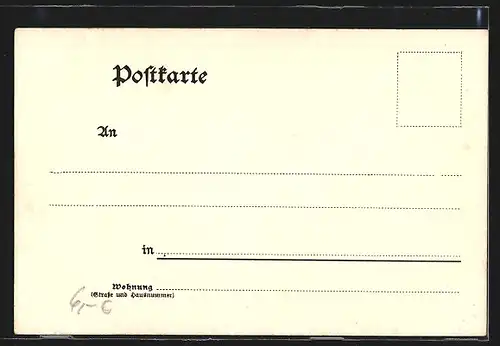 Postkarte
An
in
Wohnung
(Straße und Hausnummer)